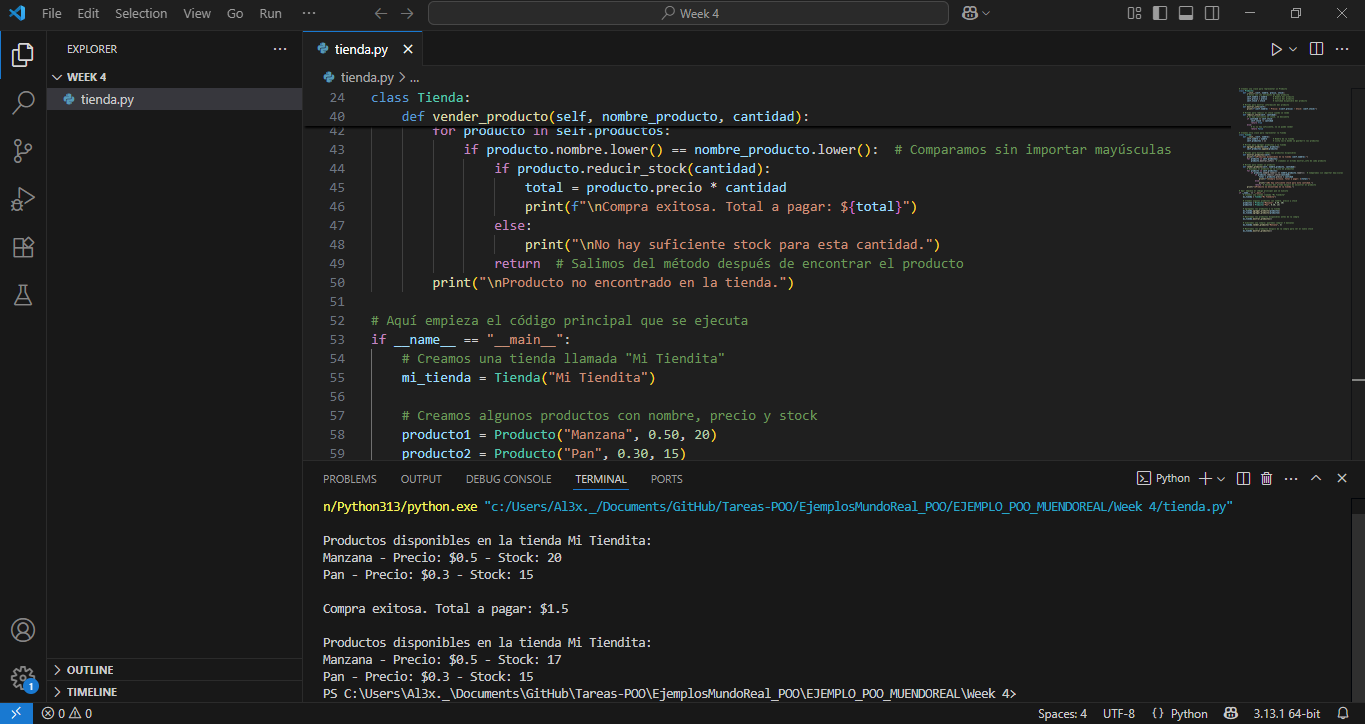 File Edit Selection View Go Run ··· Week 4
EXPLORER ···
WEEK 4
tienda.py
tienda.py
tienda.py > ...
24 class Tienda:
40 def vender_producto(self, nombre_producto, cantidad):
42 for producto in self.productos:
43 if producto.nombre.lower() == nombre_producto.lower():  # Comparamos sin importar mayúsculas
44 if producto.reducir_stock(cantidad):
45 total = producto.precio * cantidad
46 print(f"\nCompra exitosa. Total a pagar: ${total}")
47 else:
48 print("\nNo hay suficiente stock para esta cantidad.")
49 return  # Salimos del método después de encontrar el producto
50 print("\nProducto no encontrado en la tienda.")
51
52 # Aquí empieza el código principal que se ejecuta
53 if __name__ == "__main__":
54 # Creamos una tienda llamada "Mi Tiendita"
55 mi_tienda = Tienda("Mi Tiendita")
56
57 # Creamos algunos productos con nombre, precio y stock
58 producto1 = Producto("Manzana", 0.50, 20)
59 producto2 = Producto("Pan", 0.30, 15)
PROBLEMS OUTPUT DEBUG CONSOLE TERMINAL PORTS Python
n/Python313/python.exe "c:/Users/Al3x._/Documents/GitHub/Tareas-POO/EjemplosMundoReal_POO/EJEMPLO_POO_MUENDOREAL/Week 4/tienda.py"
Productos disponibles en la tienda Mi Tiendita:
Manzana - Precio: $0.5 - Stock: 20
Pan - Precio: $0.3 - Stock: 15
Compra exitosa. Total a pagar: $1.5
Productos disponibles en la tienda Mi Tiendita:
Manzana - Precio: $0.5 - Stock: 17
Pan - Precio: $0.3 - Stock: 15
PS C:\Users\Al3x._\Documents\GitHub\Tareas-POO\EjemplosMundoReal_POO\EJEMPLO_POO_MUENDOREAL\Week 4>
OUTLINE
TIMELINE
1
0 0 Spaces: 4 UTF-8 {} Python 3.13.1 64-bit